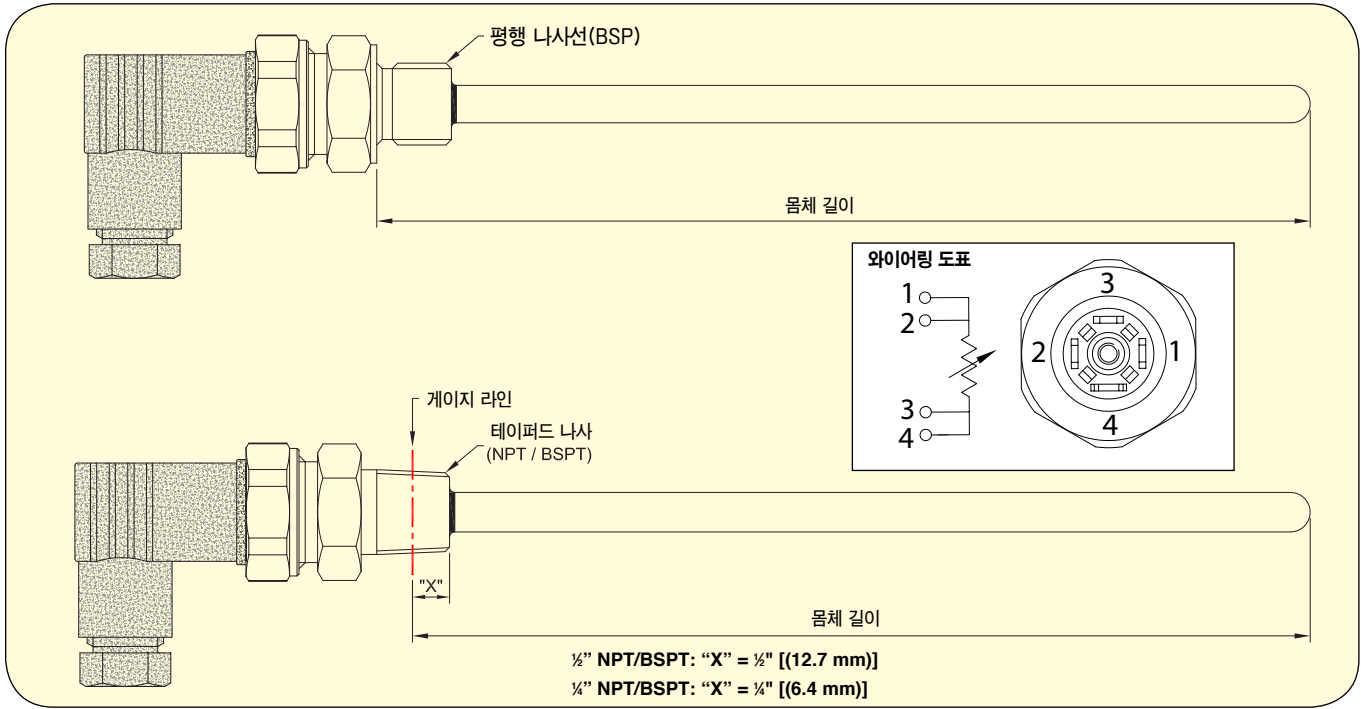 평행 나사선(BSP)
몸체 길이
와이어링 도표
1
2
3
4
3
2
1
4
게이지 라인
테이퍼드 나사
(NPT / BSPT)
"X"
몸체 길이
½” NPT/BSPT: “X” = ½" [(12.7 mm)]
¼” NPT/BSPT: “X” = ¼" [(6.4 mm)]